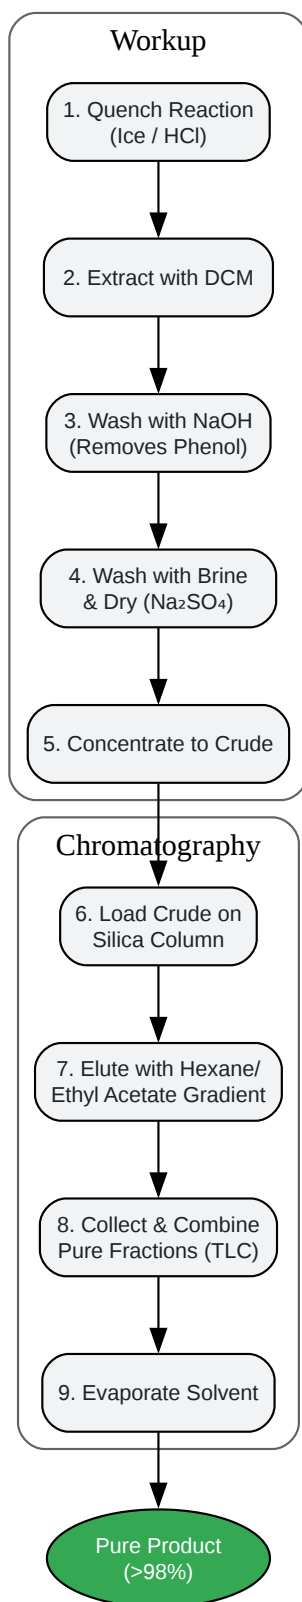 Workup
1. Quench Reaction
(Ice / HCl)
2. Extract with DCM
3. Wash with NaOH
(Removes Phenol)
4. Wash with Brine
& Dry (Na₂SO₄)
5. Concentrate to Crude
Chromatography
6. Load Crude on
Silica Column
7. Elute with Hexane/
Ethyl Acetate Gradient
8. Collect & Combine
Pure Fractions (TLC)
9. Evaporate Solvent
Pure Product
(>98%)